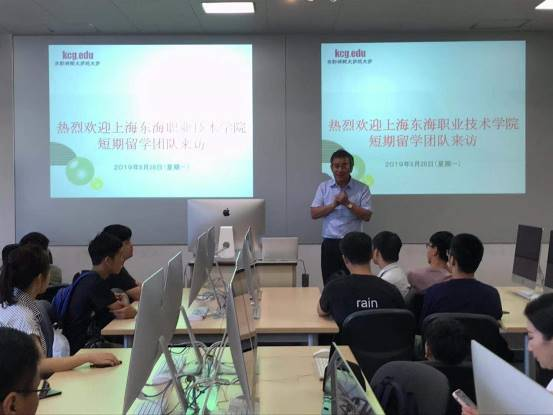 kcg.edu
京都情報大学院大学
热烈欢迎上海东海职业技术学院
短期留学团队来访
2019年8月26日(星期一)
kcg.edu
京都情報大学院大学
热烈欢迎上海东海职业技术学院
短期留学团队来访
2019年8月26日(星期一)
rain